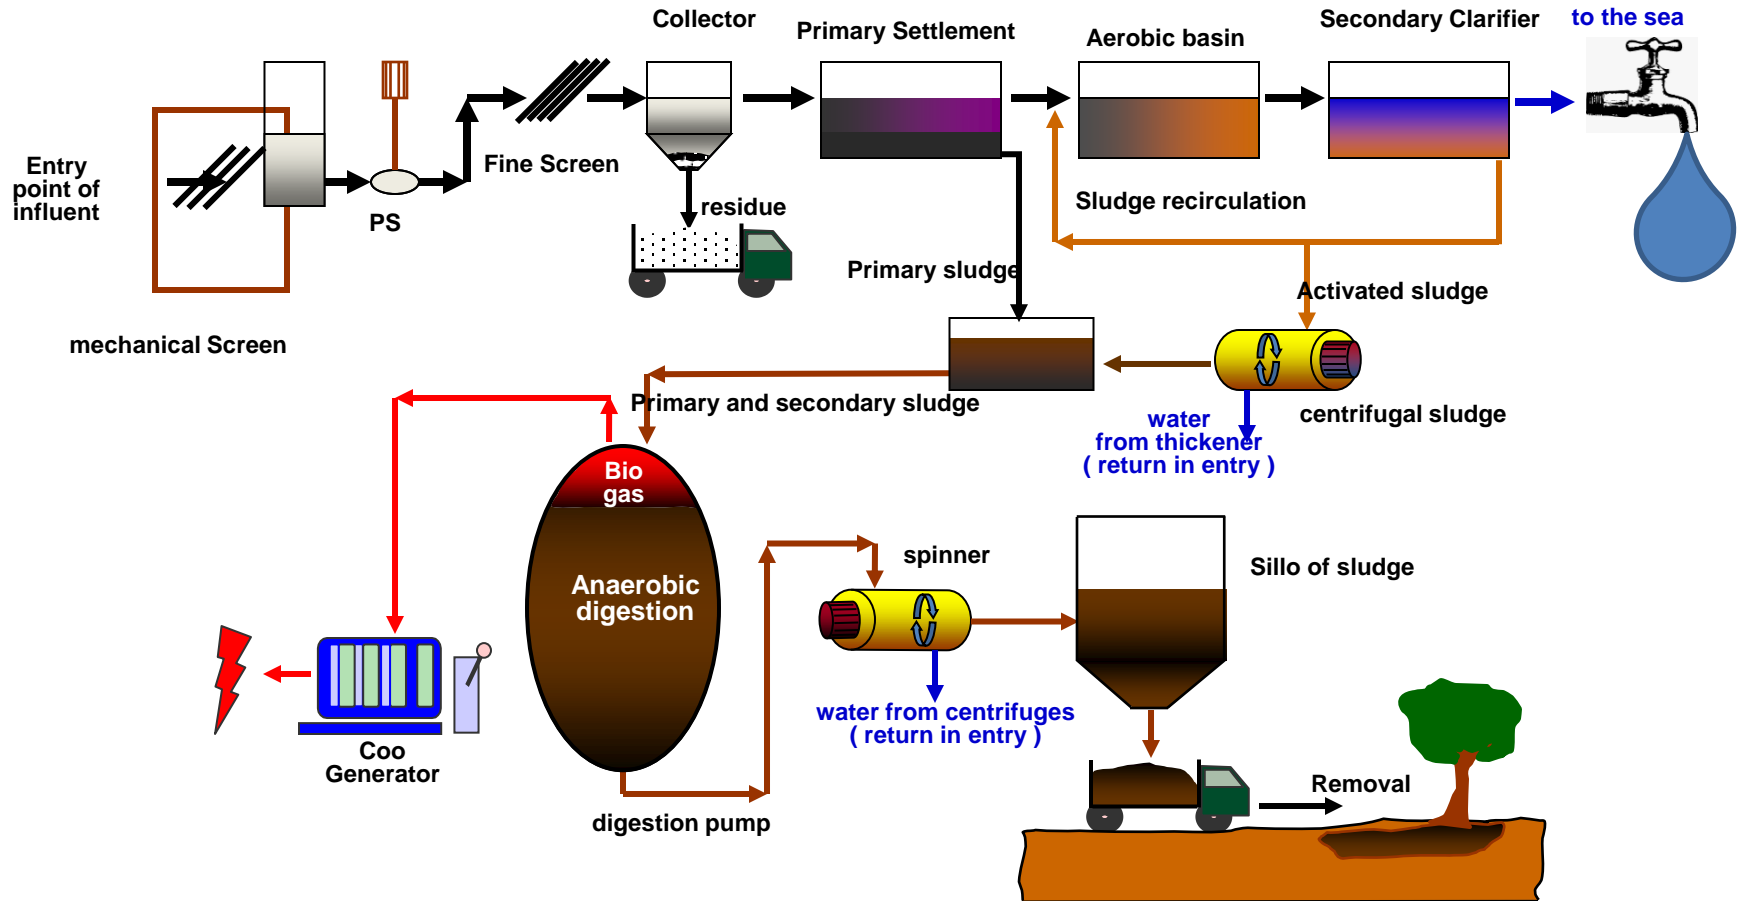 Collector
Primary Settlement
Aerobic basin
Secondary Clarifier
to the sea
Entry
point of
influent
PS
Fine Screen
residue
Sludge recirculation
Primary sludge
Activated sludge
mechanical Screen
Primary and secondary sludge
centrifugal sludge
water
from thickener
( return in entry )
Bio
gas
Anaerobic
digestion
spinner
Sillo of sludge
water from centrifuges
( return in entry )
Coo
Generator
digestion pump
Removal